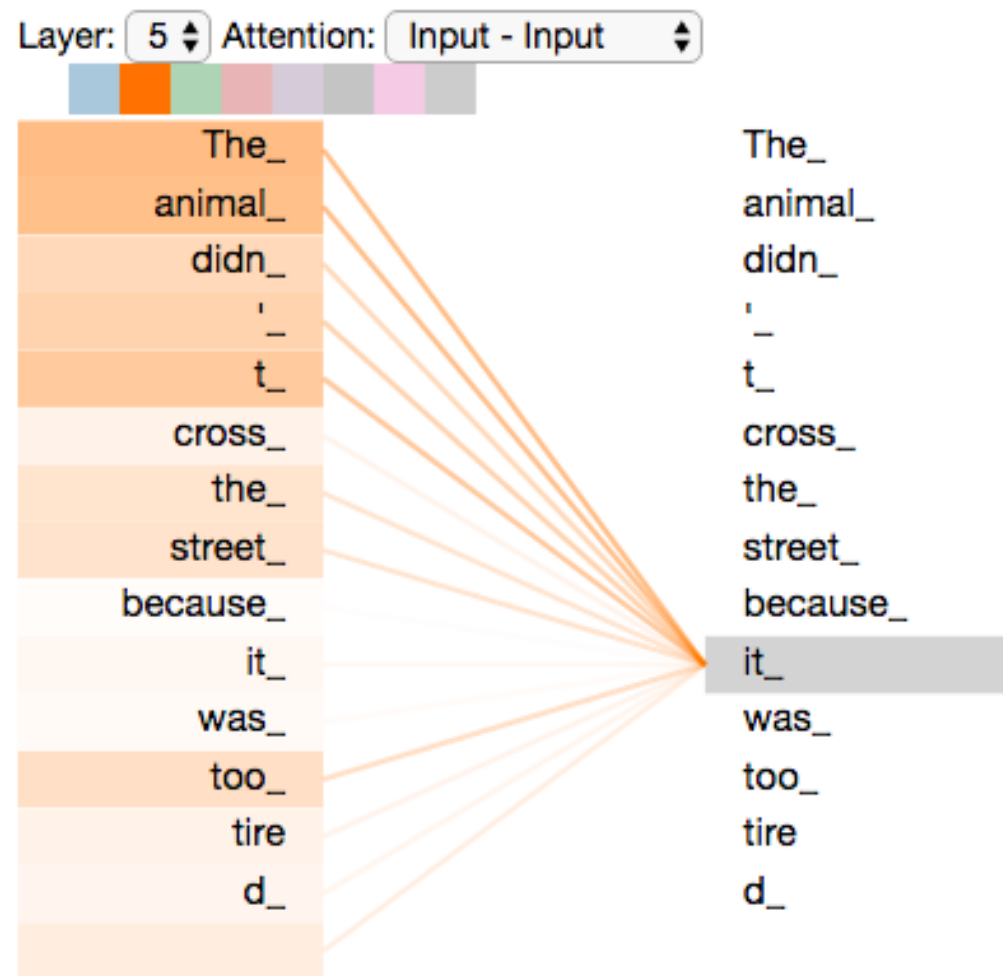 Layer: 5 Attention: Input - Input
The_ The_
animal_ animal_
didn_ didn_
'_ '_
t_ t_
cross_ cross_
the_ the_
street_ street_
because_ because_
it_ it_
was_ was_
too_ too_
tire tire
d_ d_